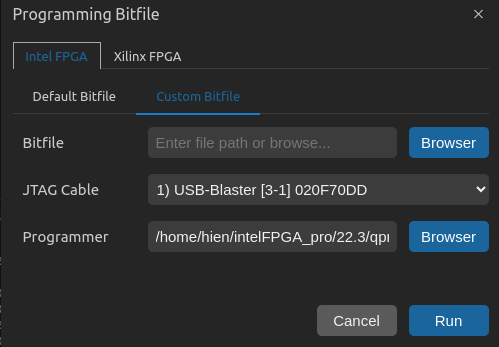 Programming Bitfile ×
Intel FPGA Xilinx FPGA
Default Bitfile Custom Bitfile
Bitfile Enter file path or browse... Browser
JTAG Cable 1) USB-Blaster [3-1] 020F70DD
Programmer /home/hien/intelFPGA_pro/22.3/qpr Browser
Cancel Run